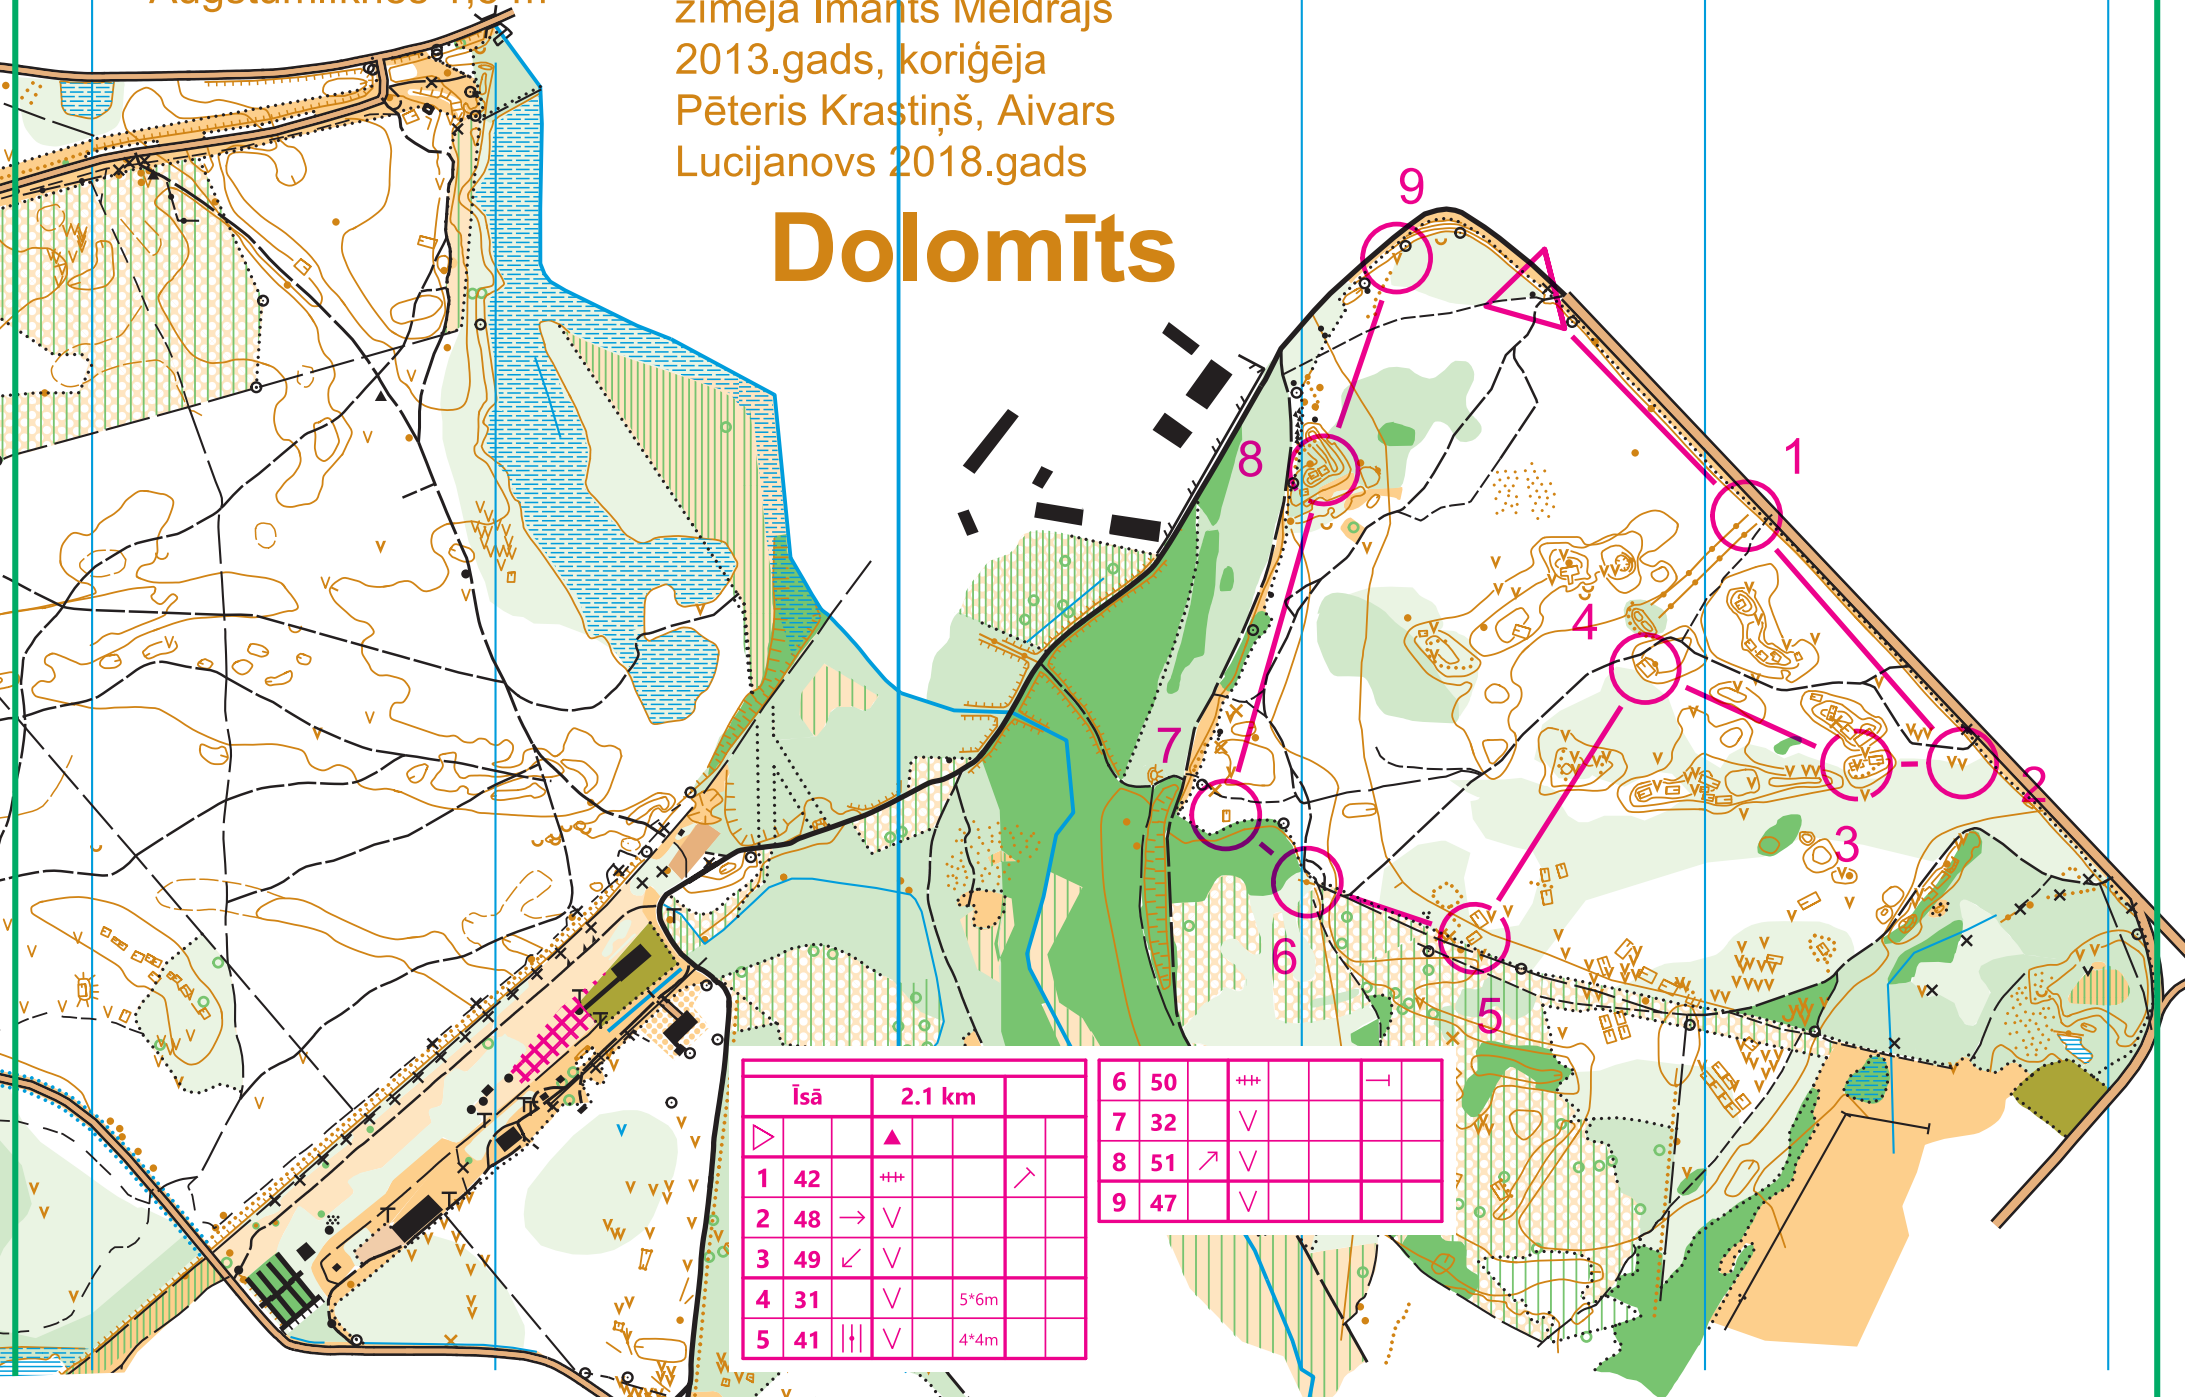 zīmēja Imants Meldrājs
2013.gads, koriģēja
Pēteris Krastiņš, Aivars
Lucijanovs 2018.gads
Dolomīts
9
1
8
4
7
2
3
6
5
Īsā 2.1 km
1 42
2 48
3 49
4 31 5*6m
5 41 4*4m
6 50
7 32
8 51
9 47